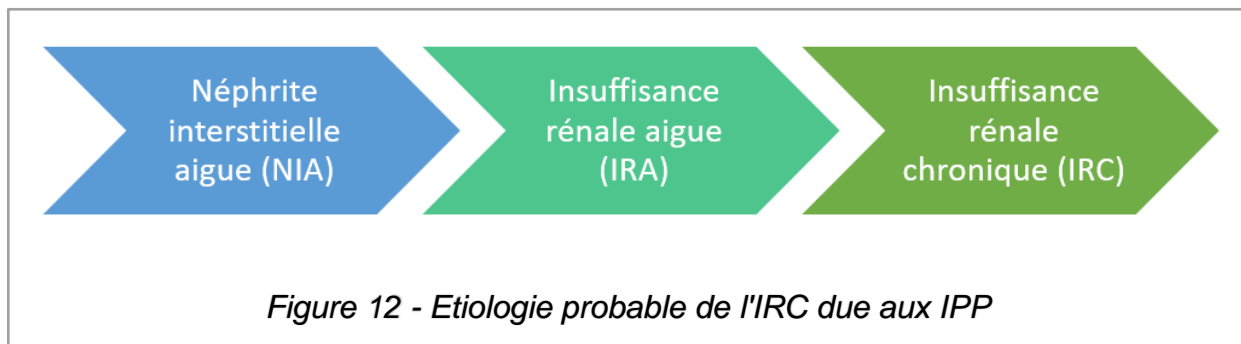 Néphrite
interstitielle
aigue (NIA)
Insuffisance
rénale aigue
(IRA)
Insuffisance
rénale
chronique (IRC)
Figure 12 - Etiologie probable de l'IRC due aux IPP